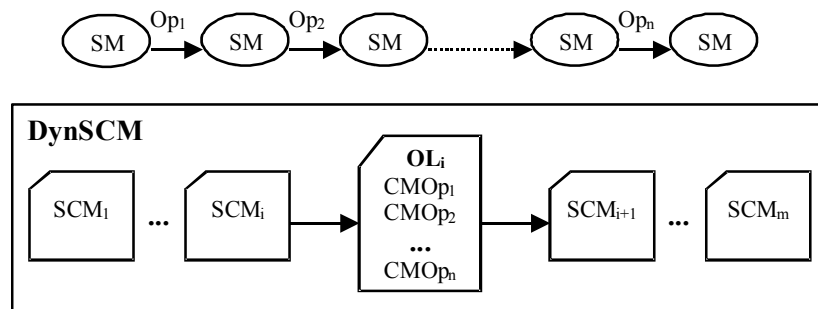 Op₁ Op₂ Opₙ
SM SM SM SM SM
DynSCM
OLᵢ
CMOp₁
CMOp₂
...
CMOpₙ
SCM₁ ... SCMᵢ SCMᵢ₊₁ ... SCMₘ